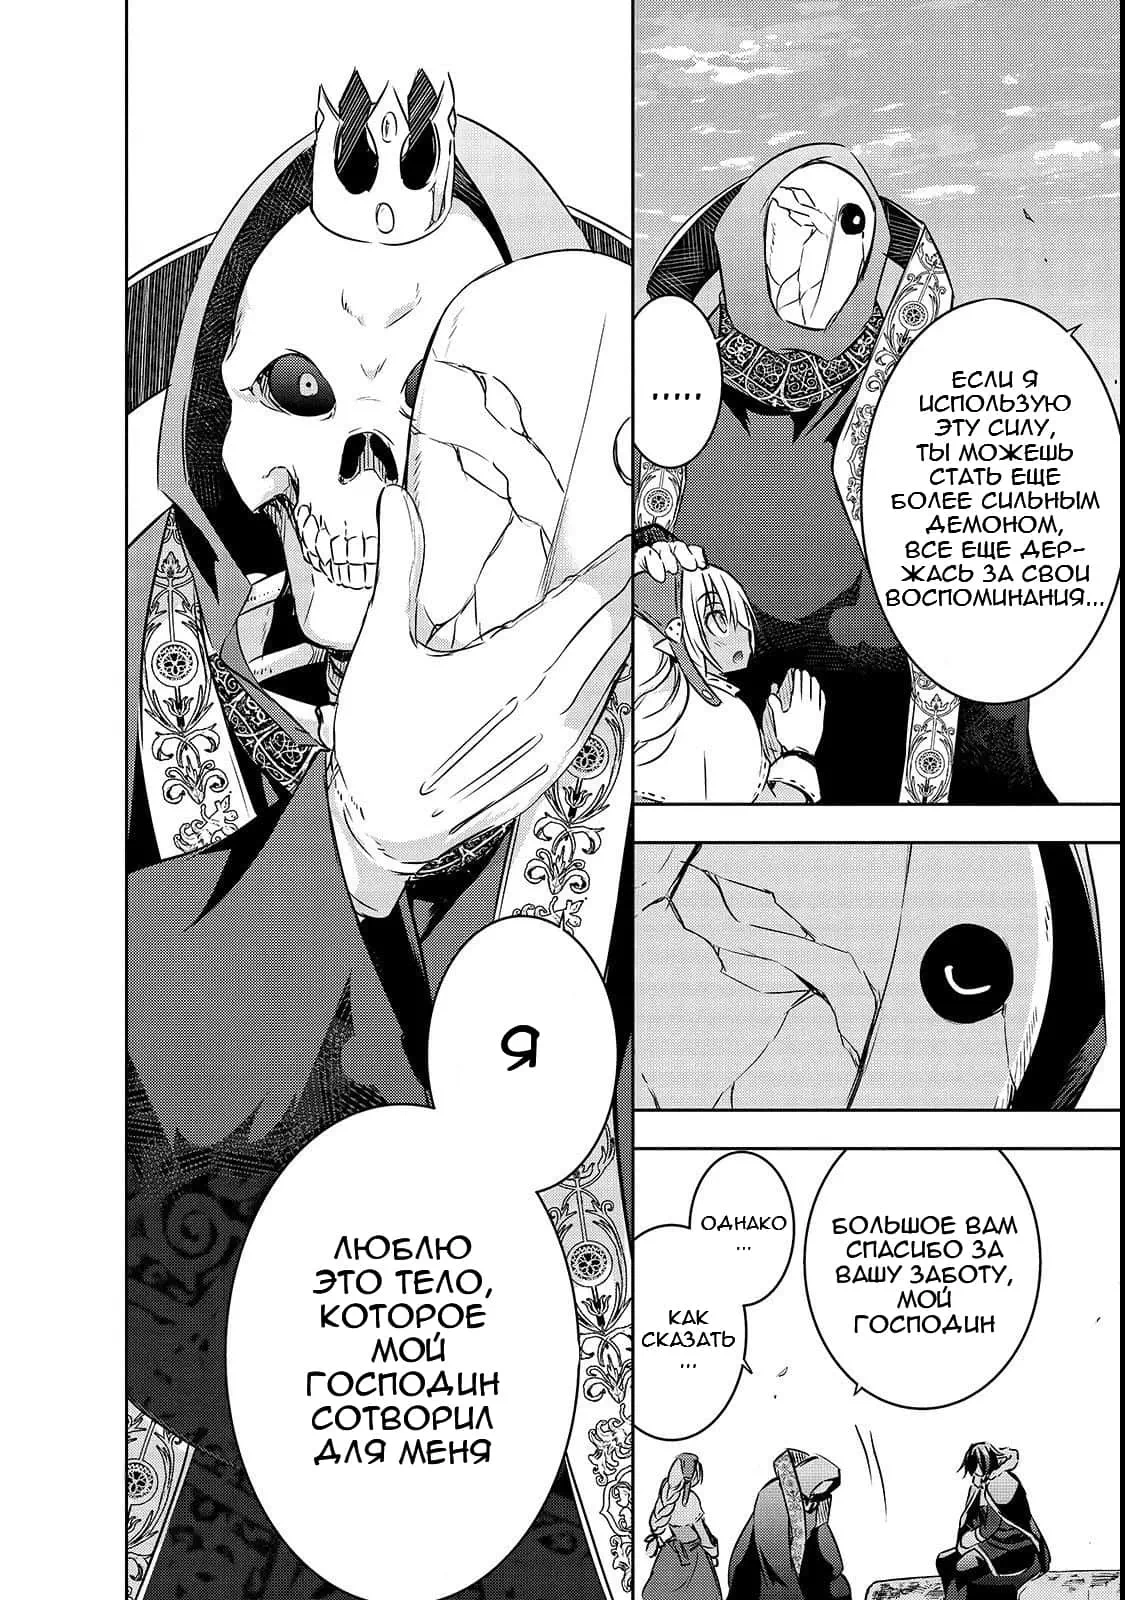 ЕСЛИ Я
ИСПОЛЬЗУЮ
ЭТУ СИЛУ,
ТЫ МОЖЕШЬ
СТАТЬ ЕЩЕ
БОЛЕЕ СИЛЬНЫМ
ДЕМОНОМ,
ВСЕ ЕЩЕ ДЕР-
ЖАСЬ ЗА СВОИ
ВОСПОМИНАНИЯ...
.....
БОЛЬШОЕ ВАМ
СПАСИБО ЗА
ВАШУ ЗАБОТУ,
МОЙ
ГОСПОДИН
ОДНАКО
...
КАК
СКАЗАТЬ
...
Я
ЛЮБЛЮ
ЭТО ТЕЛО,
КОТОРОЕ
МОЙ
ГОСПОДИН
СОТВОРИЛ
ДЛЯ МЕНЯ